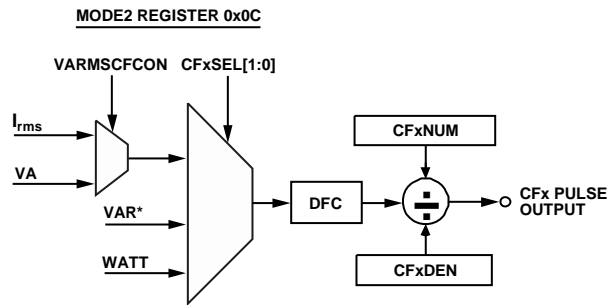 MODE2 REGISTER 0x0C
VARMSCFCON CFxSEL[1:0]
Irms
VA
VAR*
WATT
DFC
CFxNUM
÷
CFx PULSE
OUTPUT
CFxDEN